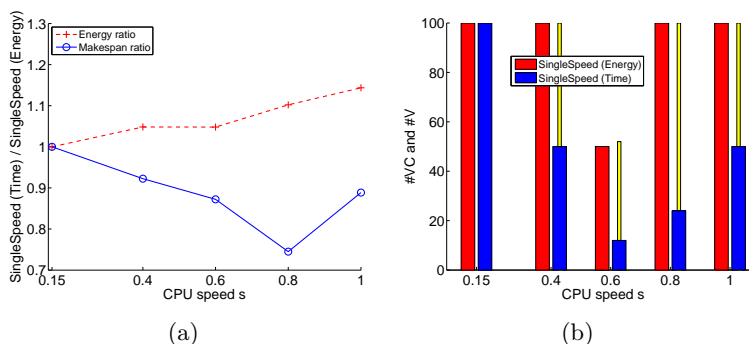 SingleSpeed (Time) / SingleSpeed (Energy)
1.3
1.2
1.1
1
0.9
0.8
0.7
Energy ratio
Makespan ratio
0.15 0.4 0.6 0.8 1
CPU speed s
(a)
#VC and #V
100
80
60
40
20
0
SingleSpeed (Energy)
SingleSpeed (Time)
0.15 0.4 0.6 0.8 1
CPU speed s
(b)